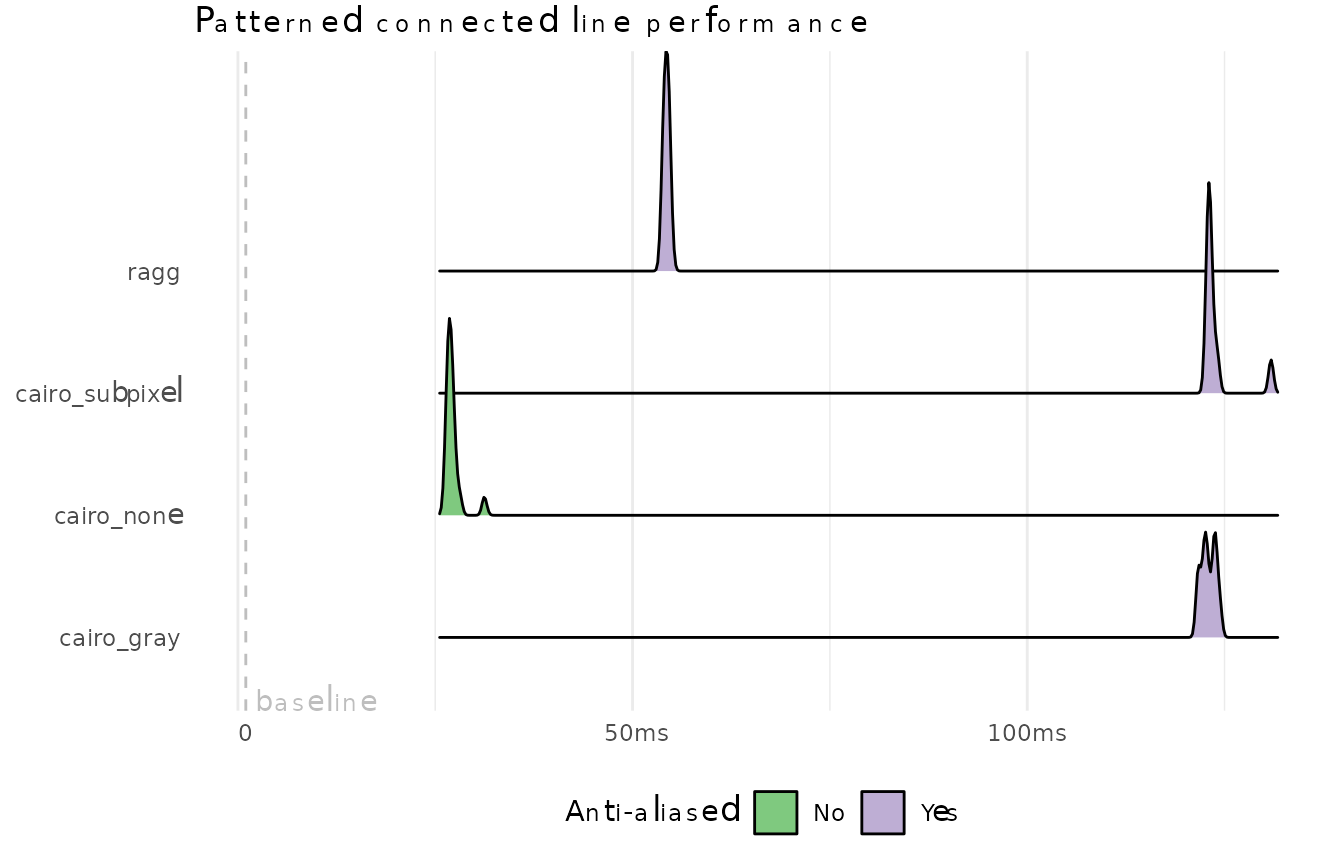 Patterned connected line performance
ragg
cairo_subpixel
cairo_none
cairo_gray
baseline
0 50ms 100ms
Anti-aliased No Yes